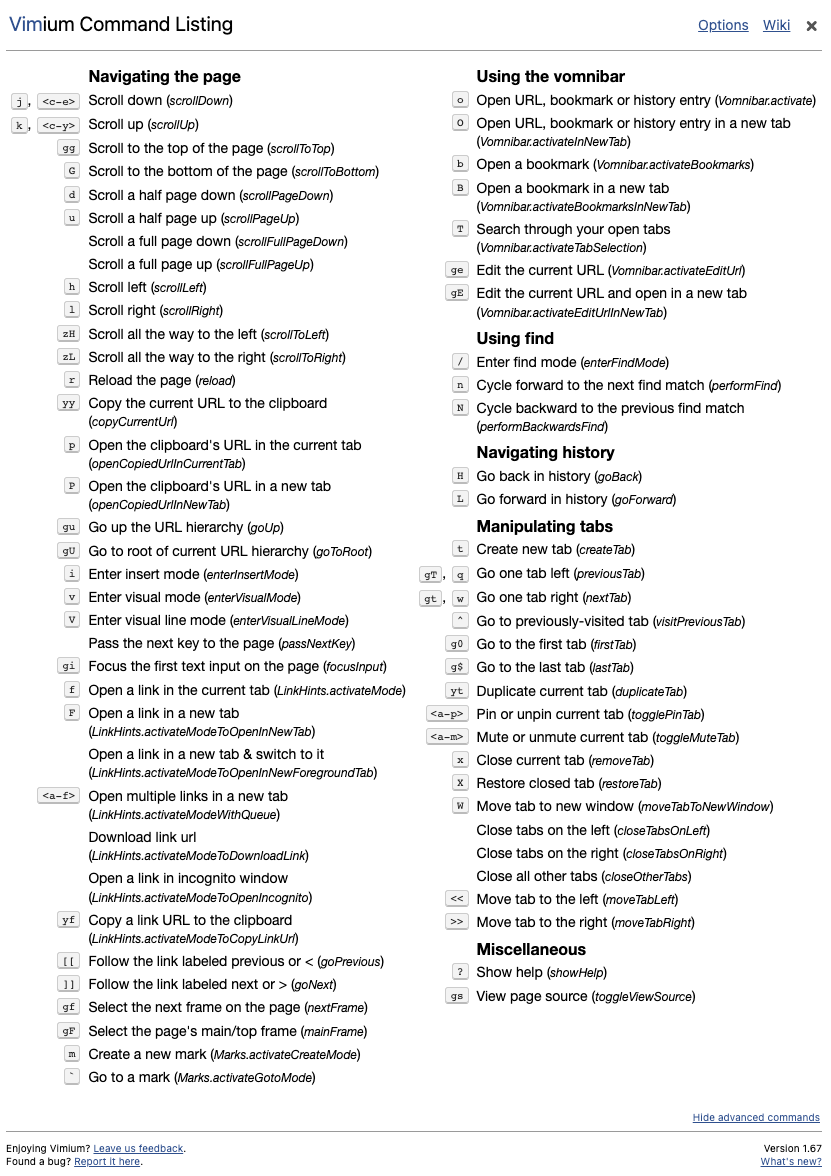 Vimium Command Listing
Options Wiki ×
Navigating the page
j, <c-e> Scroll down (scrollDown)
k, <c-y> Scroll up (scrollUp)
gg Scroll to the top of the page (scrollToTop)
G Scroll to the bottom of the page (scrollToBottom)
d Scroll a half page down (scrollPageDown)
u Scroll a half page up (scrollPageUp)
Scroll a full page down (scrollFullPageDown)
Scroll a full page up (scrollFullPageUp)
h Scroll left (scrollLeft)
l Scroll right (scrollRight)
zH Scroll all the way to the left (scrollToLeft)
zL Scroll all the way to the right (scrollToRight)
r Reload the page (reload)
yy Copy the current URL to the clipboard
(copyCurrentUrl)
p Open the clipboard's URL in the current tab
(openCopiedUrlInCurrentTab)
P Open the clipboard's URL in a new tab
(openCopiedUrlInNewTab)
gu Go up the URL hierarchy (goUp)
gU Go to root of current URL hierarchy (goToRoot)
i Enter insert mode (enterInsertMode)
v Enter visual mode (enterVisualMode)
V Enter visual line mode (enterVisualLineMode)
Pass the next key to the page (passNextKey)
gi Focus the first text input on the page (focusInput)
f Open a link in the current tab (LinkHints.activateMode)
F Open a link in a new tab
(LinkHints.activateModeToOpenInNewTab)
Open a link in a new tab & switch to it
(LinkHints.activateModeToOpenInNewForegroundTab)
<a-f> Open multiple links in a new tab
(LinkHints.activateModeWithQueue)
Download link url
(LinkHints.activateModeToDownloadLink)
Open a link in incognito window
(LinkHints.activateModeToOpenIncognito)
yf Copy a link URL to the clipboard
(LinkHints.activateModeToCopyLinkUrl)
[[ Follow the link labeled previous or < (goPrevious)
]] Follow the link labeled next or > (goNext)
gf Select the next frame on the page (nextFrame)
gF Select the page's main/top frame (mainFrame)
m Create a new mark (Marks.activateCreateMode)
` Go to a mark (Marks.activateGotoMode)
Using the vomnibar
o Open URL, bookmark or history entry (Vomnibar.activate)
O Open URL, bookmark or history entry in a new tab
(Vomnibar.activateInNewTab)
b Open a bookmark (Vomnibar.activateBookmarks)
B Open a bookmark in a new tab
(Vomnibar.activateBookmarksInNewTab)
T Search through your open tabs
(Vomnibar.activateTabSelection)
ge Edit the current URL (Vomnibar.activateEditUrl)
gE Edit the current URL and open in a new tab
(Vomnibar.activateEditUrlInNewTab)
Using find
/ Enter find mode (enterFindMode)
n Cycle forward to the next find match (performFind)
N Cycle backward to the previous find match
(performBackwardsFind)
Navigating history
H Go back in history (goBack)
L Go forward in history (goForward)
Manipulating tabs
t Create new tab (createTab)
gT, q Go one tab left (previousTab)
gt, w Go one tab right (nextTab)
^ Go to previously-visited tab (visitPreviousTab)
g0 Go to the first tab (firstTab)
g$ Go to the last tab (lastTab)
yt Duplicate current tab (duplicateTab)
<a-p> Pin or unpin current tab (togglePinTab)
<a-m> Mute or unmute current tab (toggleMuteTab)
x Close current tab (removeTab)
X Restore closed tab (restoreTab)
W Move tab to new window (moveTabToNewWindow)
Close tabs on the left (closeTabsOnLeft)
Close tabs on the right (closeTabsOnRight)
Close all other tabs (closeOtherTabs)
<< Move tab to the left (moveTabLeft)
>> Move tab to the right (moveTabRight)
Miscellaneous
? Show help (showHelp)
gs View page source (toggleViewSource)
Hide advanced commands
Enjoying Vimium? Leave us feedback.
Found a bug? Report it here.
Version 1.67
What's new?